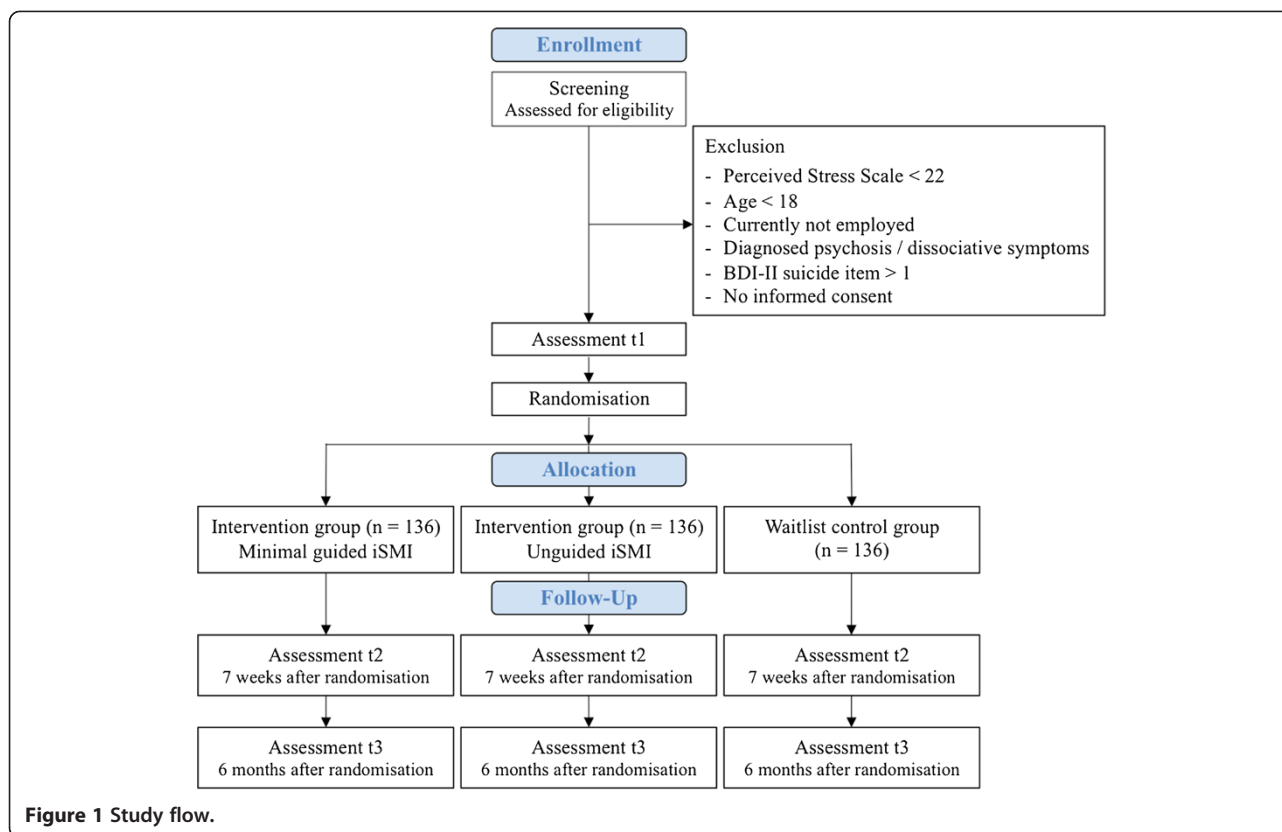 Enrollment
Screening
Assessed for eligibility
Exclusion
- Perceived Stress Scale < 22
- Age < 18
- Currently not employed
- Diagnosed psychosis / dissociative symptoms
- BDI-II suicide item > 1
- No informed consent
Assessment t1
Randomisation
Allocation
Intervention group (n = 136)
Minimal guided iSMI
Intervention group (n = 136)
Unguided iSMI
Waitlist control group
(n = 136)
Follow-Up
Assessment t2
7 weeks after randomisation
Assessment t2
7 weeks after randomisation
Assessment t2
7 weeks after randomisation
Assessment t3
6 months after randomisation
Assessment t3
6 months after randomisation
Assessment t3
6 months after randomisation
Figure 1 Study flow.